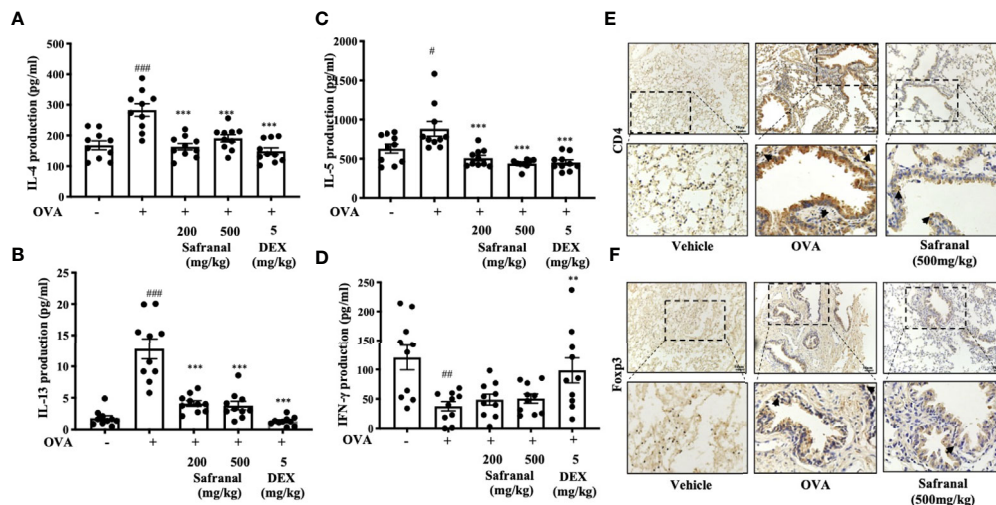 A
IL-4 production (pg/ml)
400
300
200
100
0
###
***
***
***
OVA
-
+
+
+
+
200
500
5
Safranal
(mg/kg)
DEX
(mg/kg)
B
IL-13 production (pg/ml)
25
20
15
10
5
0
###
***
***
***
OVA
-
+
+
+
+
200
500
5
Safranal
(mg/kg)
DEX
(mg/kg)
C
IL-5 production (pg/ml)
2000
1500
1000
500
0
#
***
***
***
OVA
-
+
+
+
+
200
500
5
Safranal
(mg/kg)
DEX
(mg/kg)
D
IFN-γ production (pg/ml)
250
200
150
100
100
50
0
##
**
OVA
-
+
+
+
+
200
500
5
Safranal
(mg/kg)
DEX
(mg/kg)
E
CD4
Vehicle
OVA
Safranal
(500mg/kg)
F
Foxp3
Vehicle
OVA
Safranal
(500mg/kg)